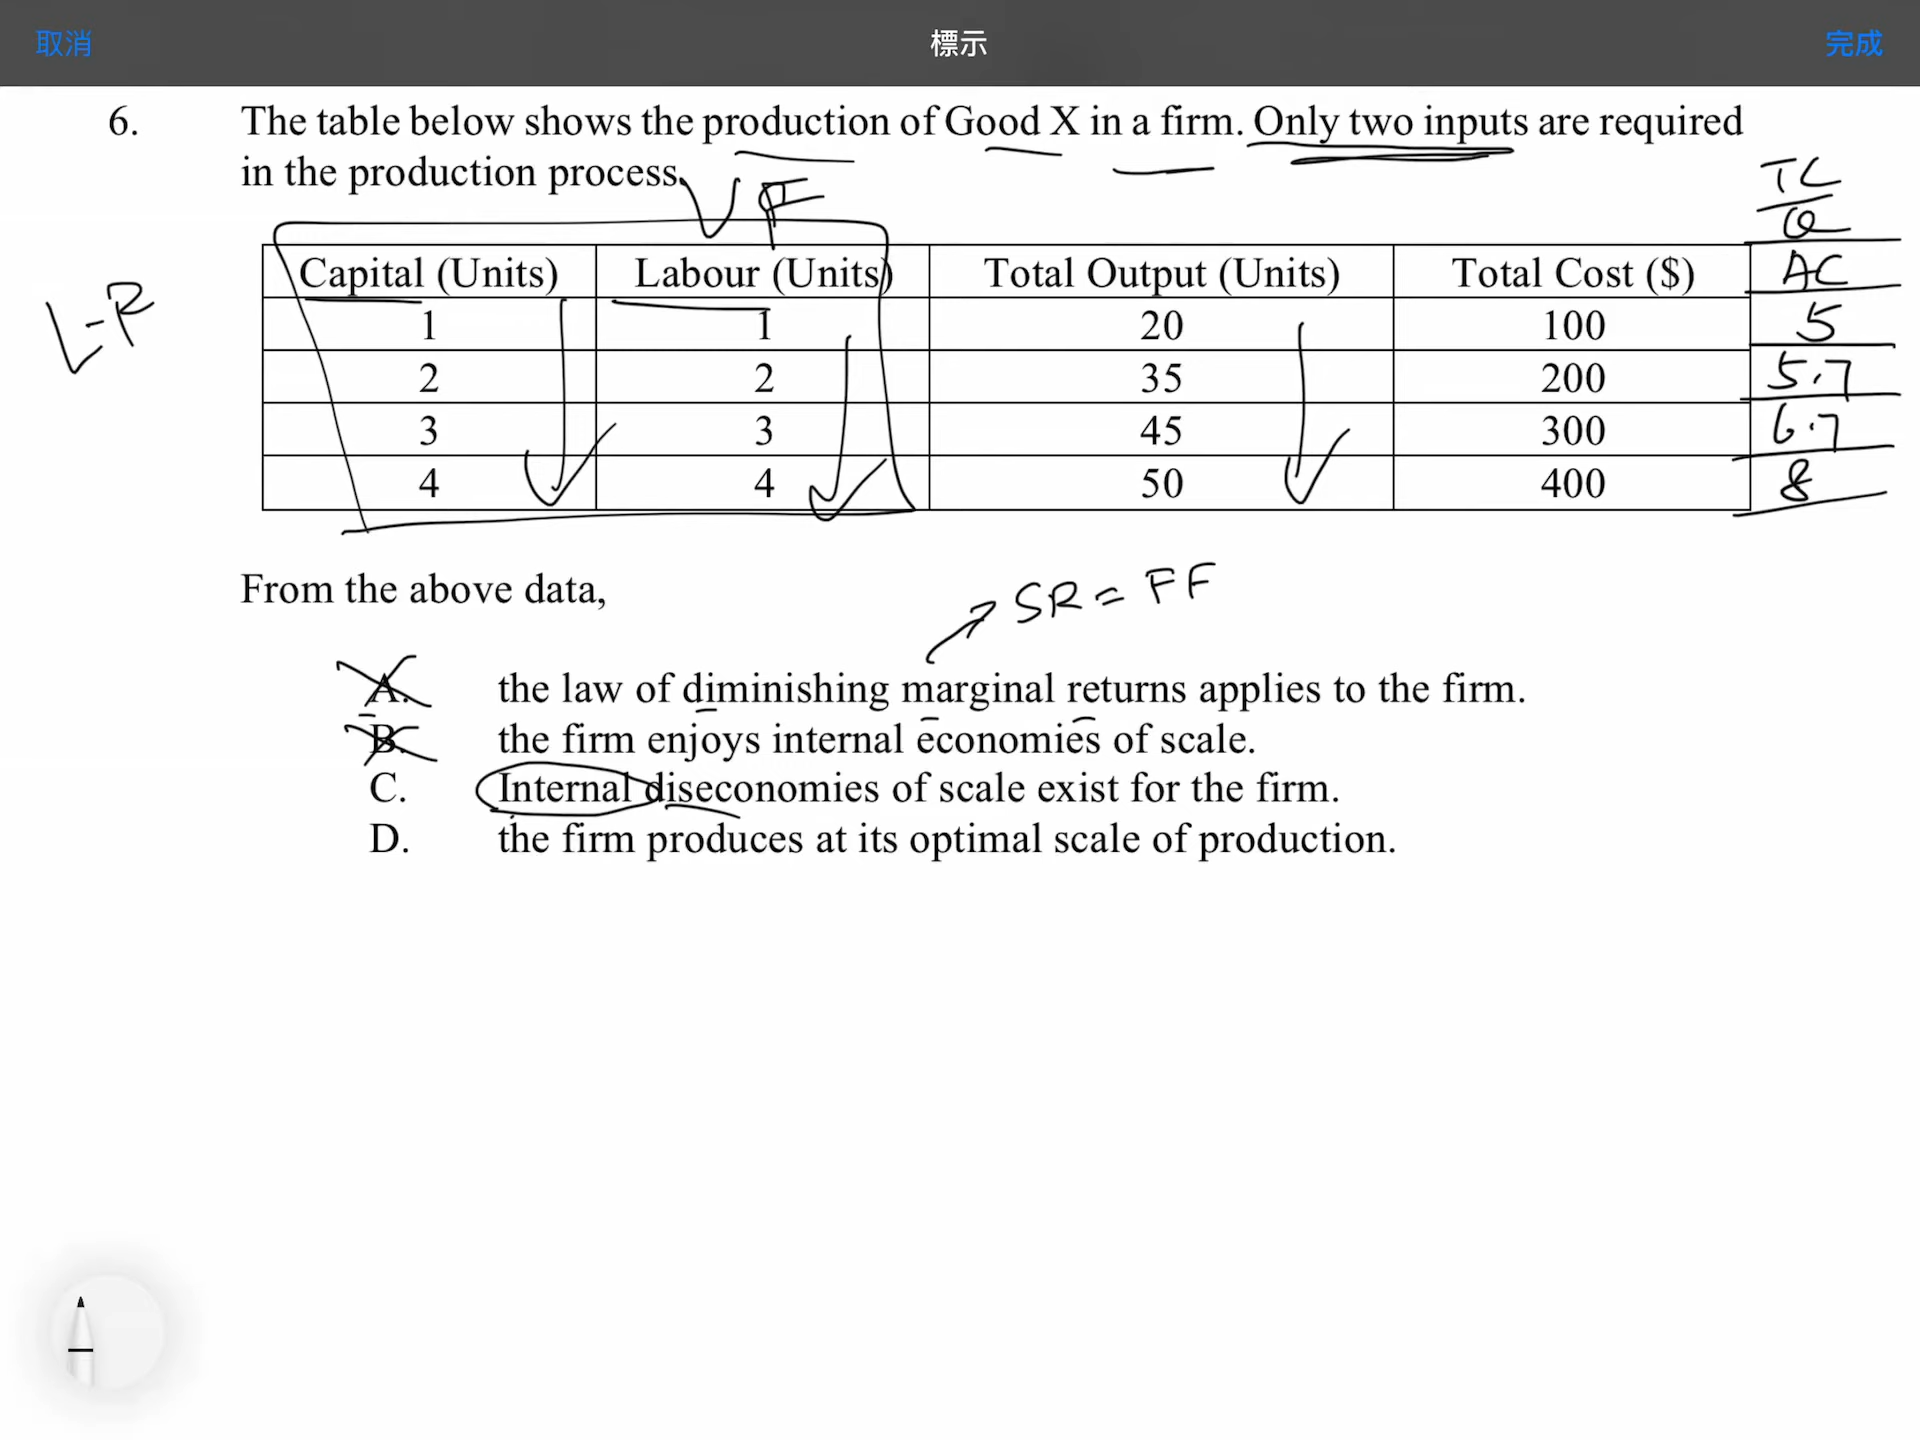 取消 標示 完成
6. The table below shows the production of Good X in a firm. Only two inputs are required
in the production process.
VF
TC
Q
L-R
Capital (Units) Labour (Units) Total Output (Units) Total Cost ($) AC
1 1 20 100 5
2 2 35 200 5.7
3 3 45 300 6.7
4 4 50 400 8
From the above data,
SR = FF
A. the law of diminishing marginal returns applies to the firm.
B. the firm enjoys internal economies of scale.
C. Internal diseconomies of scale exist for the firm.
D. the firm produces at its optimal scale of production.